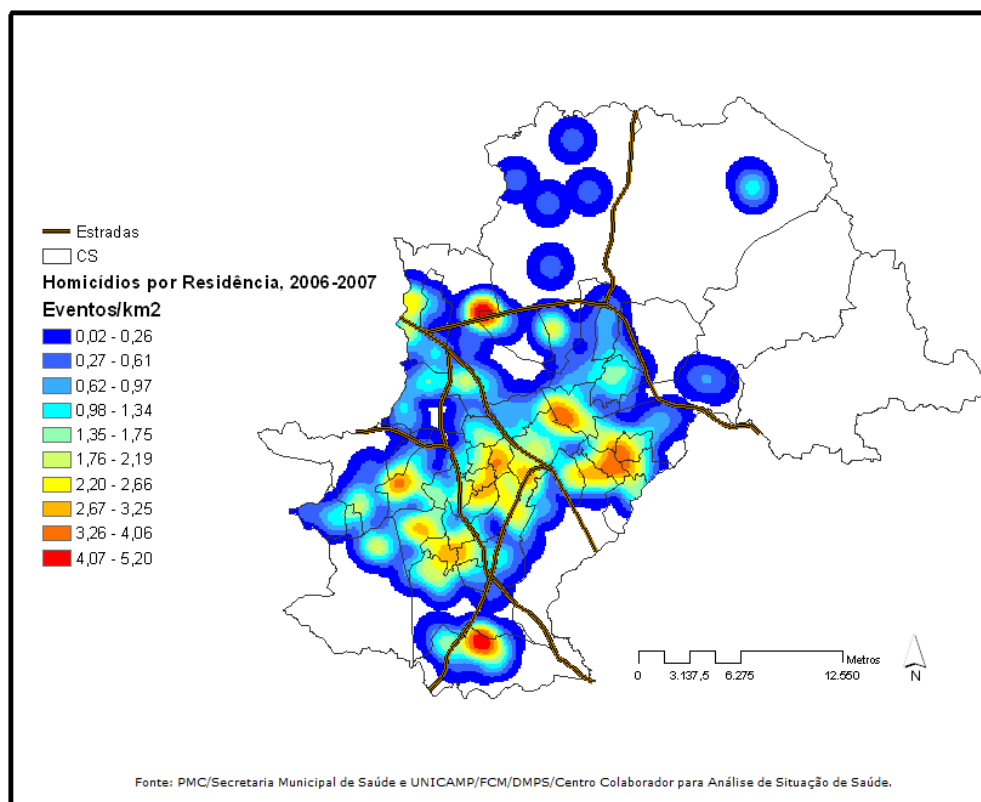 Estradas
CS
Homicídios por Residência, 2006-2007
Eventos/km2
0,02 - 0,26
0,27 - 0,61
0,62 - 0,97
0,98 - 1,34
1,35 - 1,75
1,76 - 2,19
2,20 - 2,66
2,67 - 3,25
3,26 - 4,06
4,07 - 5,20
Metros
0 3.137,5 6.275 12.550
N
Fonte: PMC/Secretaria Municipal de Saúde e UNICAMP/FCM/DMPS/Centro Colaborador para Análise de Situação de Saúde.